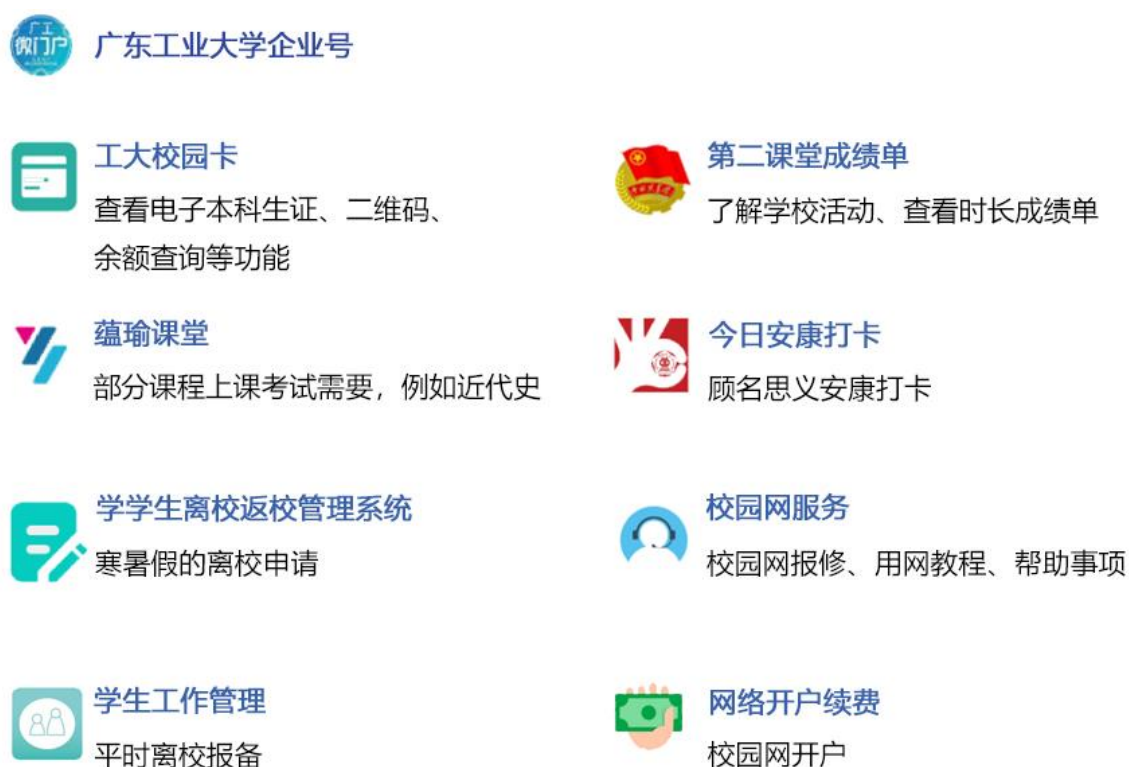 广工
微门户
广东工业大学企业号
工大校园卡
查看电子本科生证、二维码、
余额查询等功能
第二课堂成绩单
了解学校活动、查看时长成绩单
蕴瑜课堂
部分课程上课考试需要，例如近代史
今日安康打卡
顾名思义安康打卡
学学生离校返校管理系统
寒暑假的离校申请
校园网服务
校园网报修、用网教程、帮助事项
学生工作管理
平时离校报备
网络开户续费
校园网开户